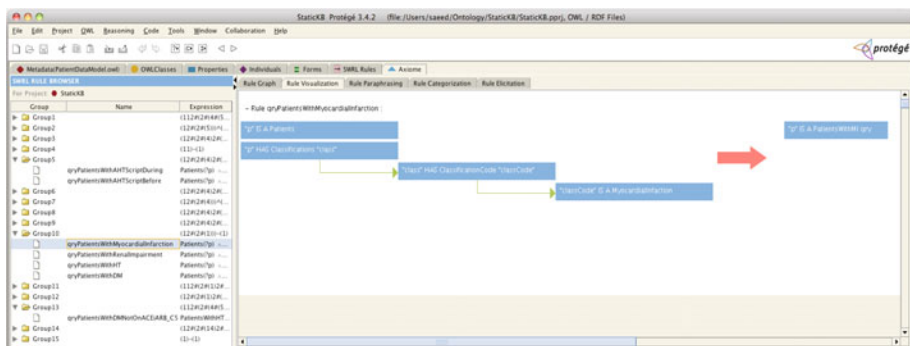 StaticKB Protégé 3.4.2 (file:/Users/saeed/Ontology/StaticKB/StaticKB.pprj, OWL / RDF Files)
File Edit Project OWL Reasoning Code Tools Window Collaboration Help
protégé
Metadata(PatientDataModel.owl) OWLClasses Properties Individuals Forms SWRL Rules Axiome
SWRL RULE BROWSER
For Project: StaticKB
Rule Graph Rule Visualization Rule Paraphrasing Rule Categorization Rule Elicitation
Group Name Expression
– Rule qryPatientsWithMyocardialInfarction :
"p" IS A Patients
"p" IS A PatientsWithMI qry
"p" HAS Classifications "class"
"class" HAS ClassificationCode "classCode"
"classCode" IS A MyocardialInfaction
Group1
Group2
Group3
Group4 (11)-(1)
Group5
qryPatientsWithAHTScriptDuring Patients(?p)
qryPatientsWithAHTScriptBefore Patients(?p)
Group6
Group7
Group8
Group9
Group10
qryPatientsWithMyocardialInfarction Patients(?p)
qryPatientsWithRenalImpairment Patients(?p)
qryPatientsWithHT Patients(?p)
qryPatientsWithDM Patients(?p)
Group11
Group12
Group13
qryPatientsWithDMNotOnACEiARB_CS PatientsWithHT...
Group14
Group15 (1)-(1)